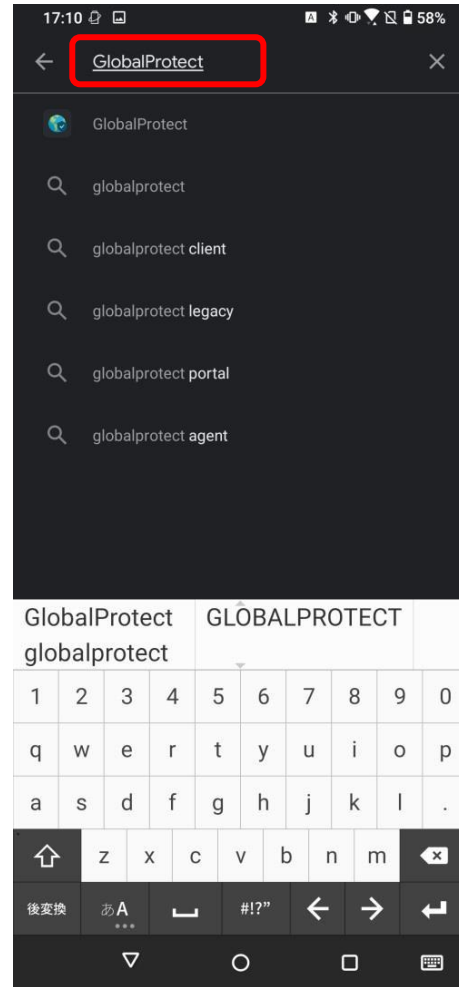 17:10 58%
GlobalProtect
GlobalProtect
globalprotect
globalprotect client
globalprotect legacy
globalprotect portal
globalprotect agent
GlobalProtect GLOBALPROTECT
globalprotect
1 2 3 4 5 6 7 8 9 0
q w e r t y u i o p
a s d f g h j k l .
z x c v b n m
後変換 あA #!?”